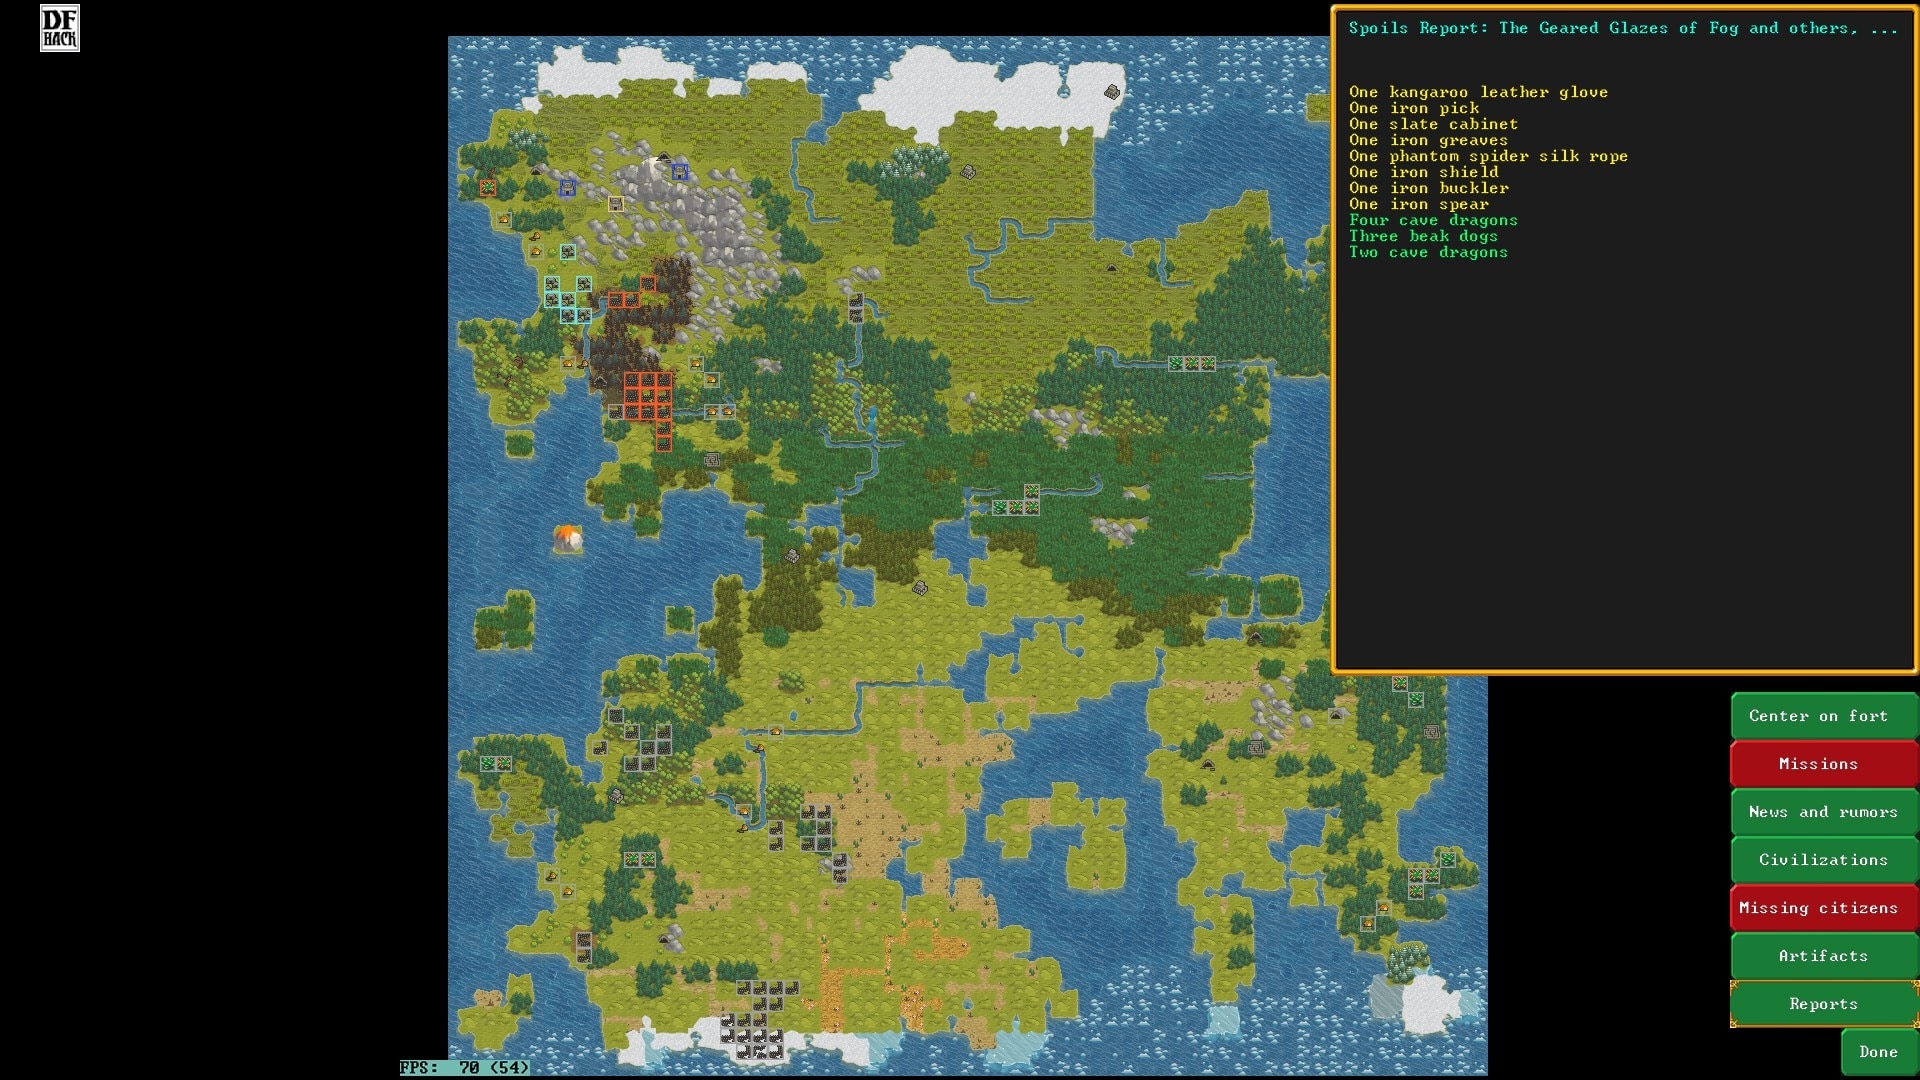 DF
HACK
Spoils Report: The Geared Glazes of Fog and others, ...
One kangaroo leather glove
One iron pick
One slate cabinet
One iron greaves
One phantom spider silk rope
One iron shield
One iron buckler
One iron spear
Four cave dragons
Three beak dogs
Two cave dragons
Center on fort
Missions
News and rumors
Civilizations
Missing citizens
Artifacts
Reports
Done
FPS: 70 (54)